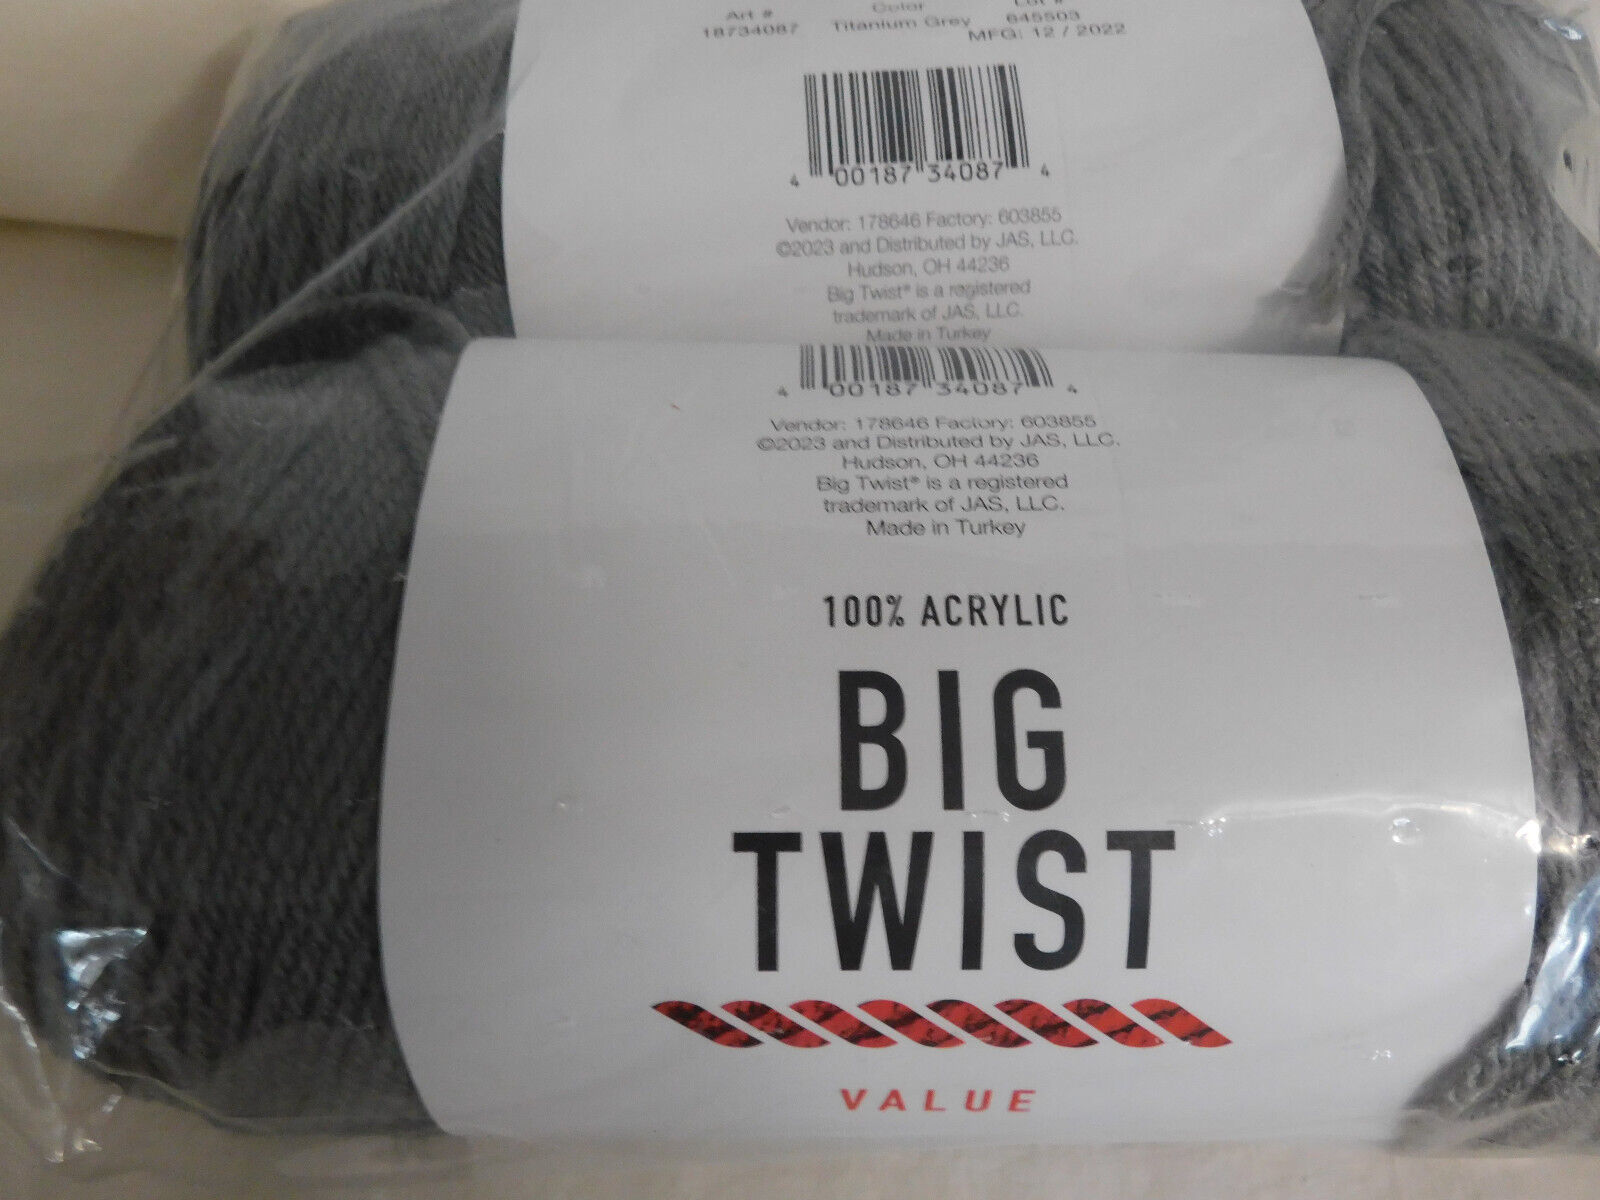 Art # Color Lot #
18734087 Titanium Grey 645503
MFG: 12 / 2022
4 00187 34087 4
Vendor: 178646 Factory: 603855
©2023 and Distributed by JAS, LLC.
Hudson, OH 44236
Big Twist® is a registered
trademark of JAS, LLC.
Made in Turkey
4 00187 34087 4
Vendor: 178646 Factory: 603855
©2023 and Distributed by JAS, LLC.
Hudson, OH 44236
Big Twist® is a registered
trademark of JAS, LLC.
Made in Turkey
100% ACRYLIC
BIG
TWIST
VALUE